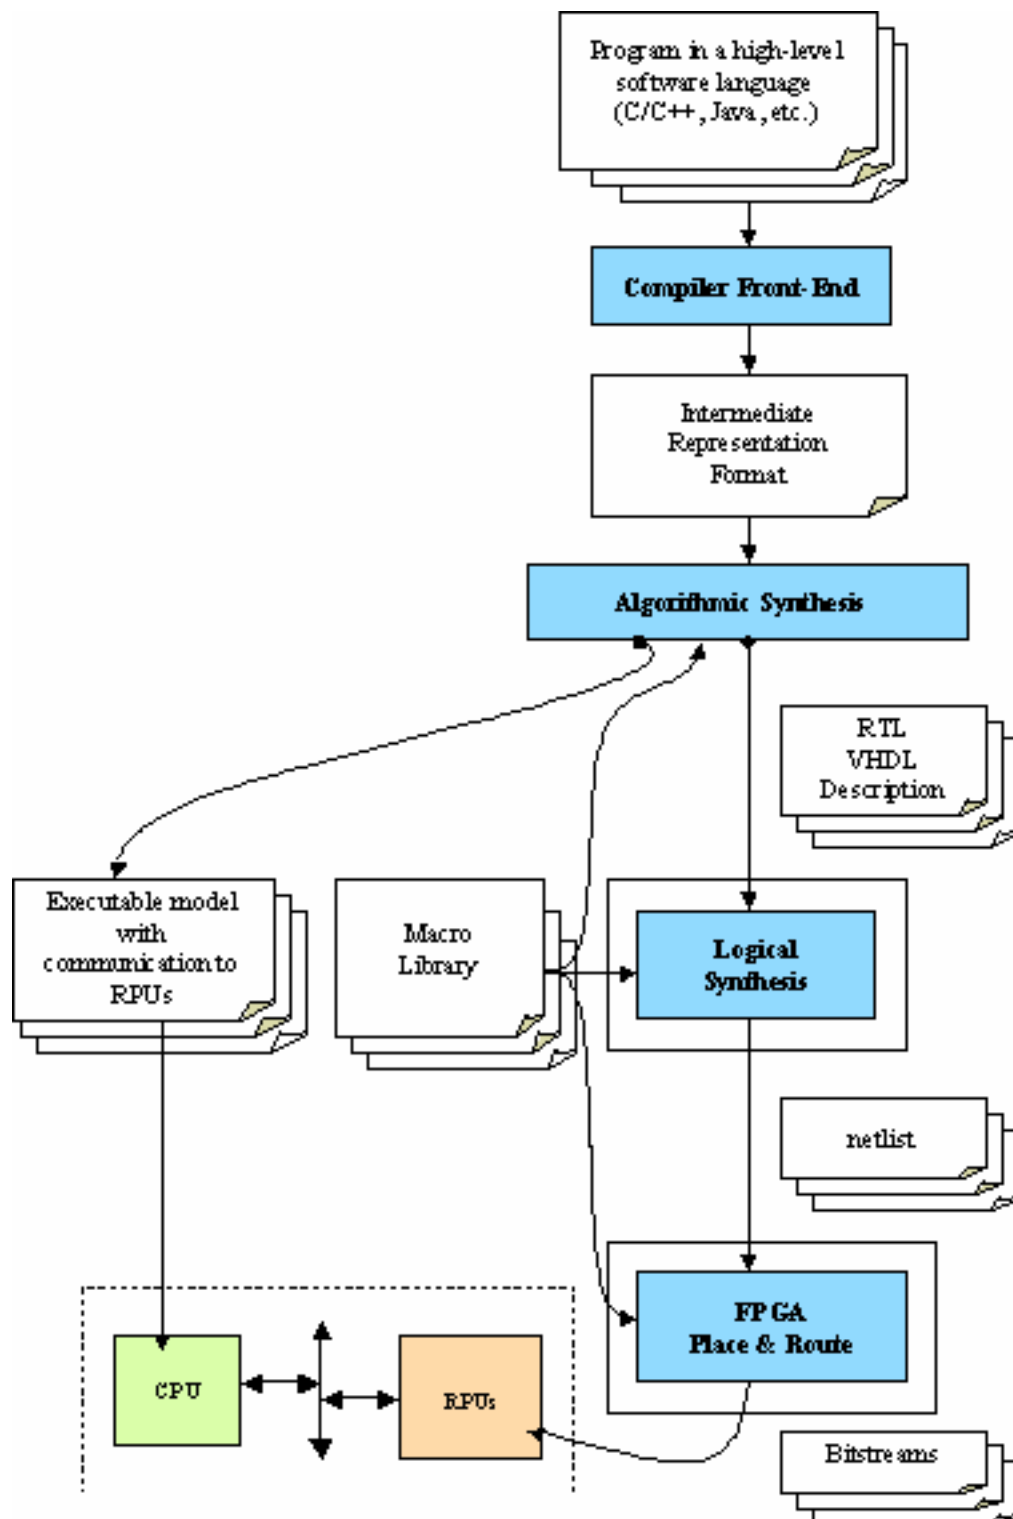 Program in a high-level
software language
(C/C++, Java, etc.)
Compiler Front-End
Intermediate
Representation
Format
Algorithmic Synthesis
RTL
VHDL
Description
Executable model
with
communication to
RPUs
Macro
Library
Logical
Synthesis
netlist
FPGA
Place & Route
CPU
RPUs
Bitstreams